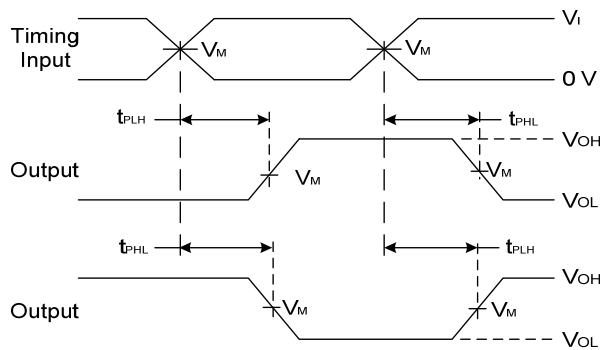 VI
Timing
Input
VM
VM
0 V
tPLH
tPHL
VOH
Output
VM
VM
VOL
tPHL
tPLH
VOH
Output
VM
VM
VOL